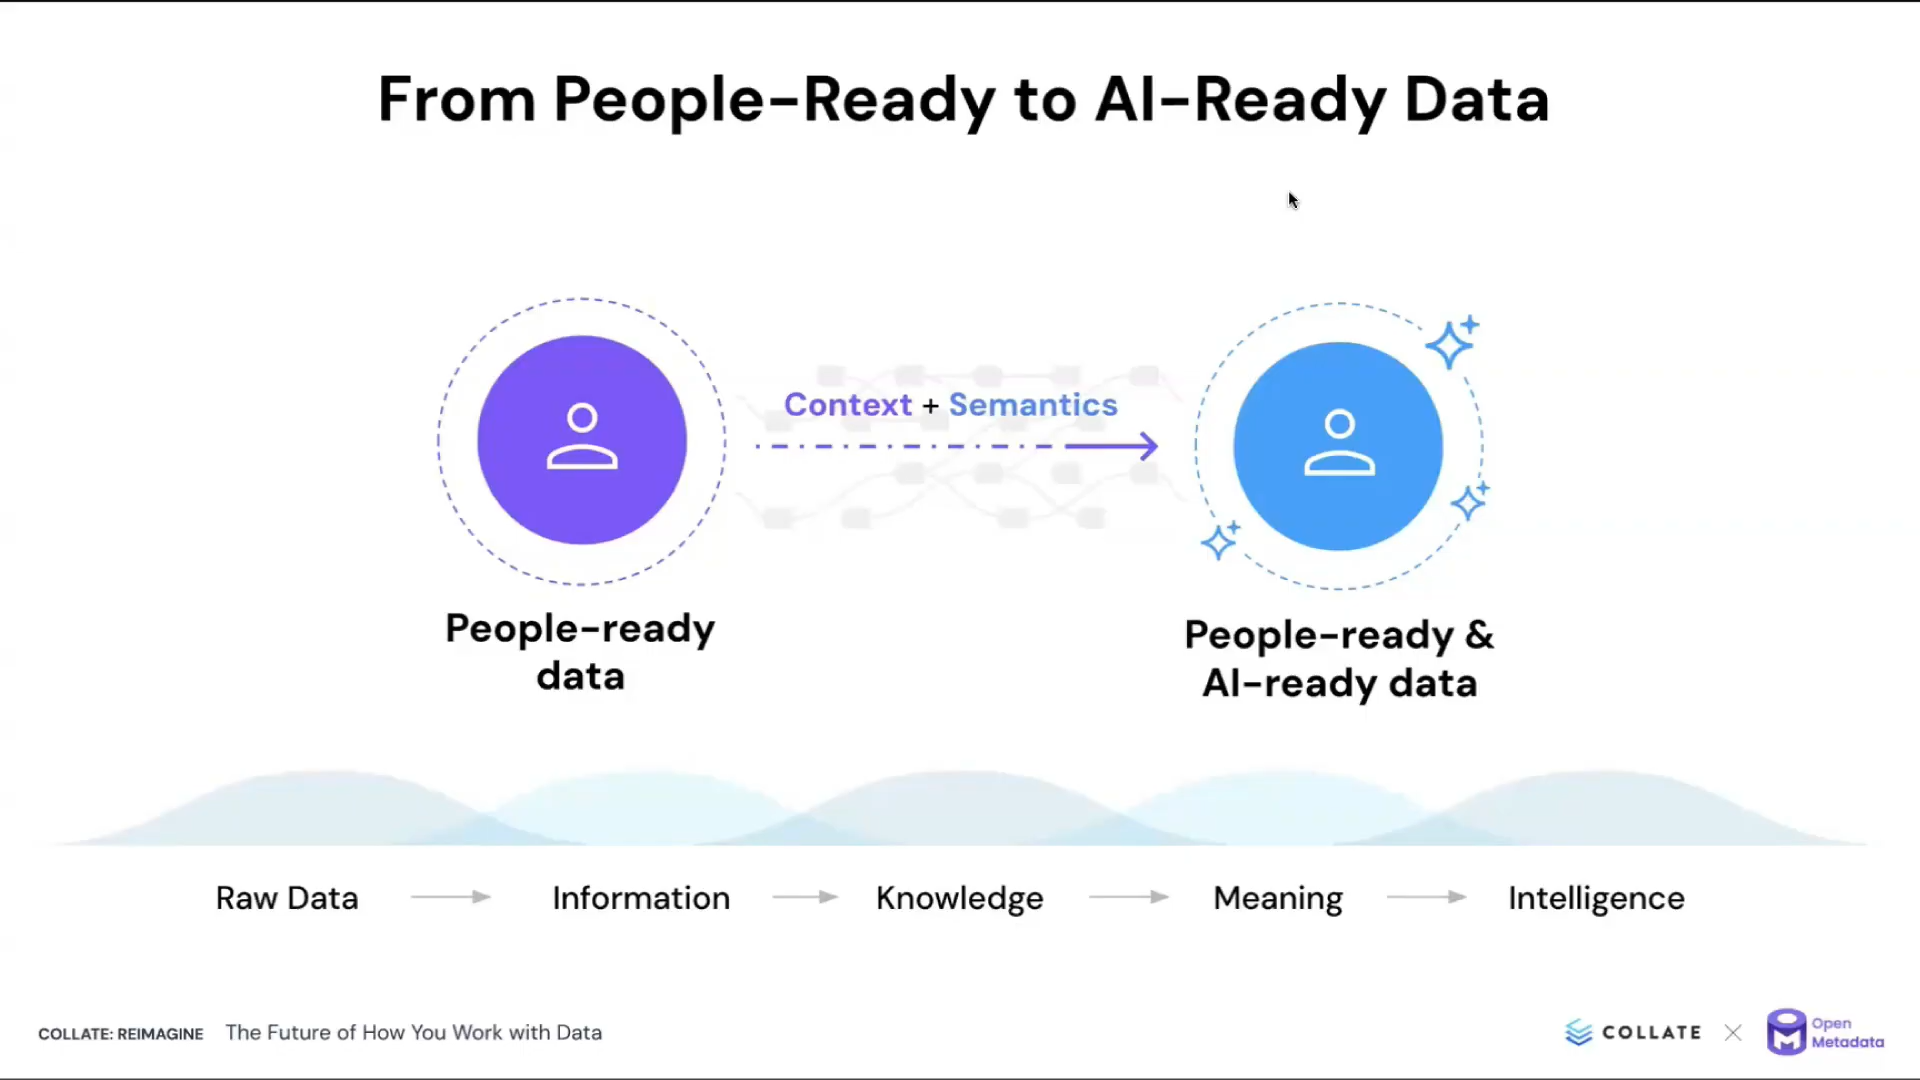 From People-Ready to AI-Ready Data
Context + Semantics
People-ready
data
People-ready &
AI-ready data
Raw Data
Information
Knowledge
Meaning
Intelligence
COLLATE: REIMAGINE The Future of How You Work with Data
COLLATE
Open
Metadata